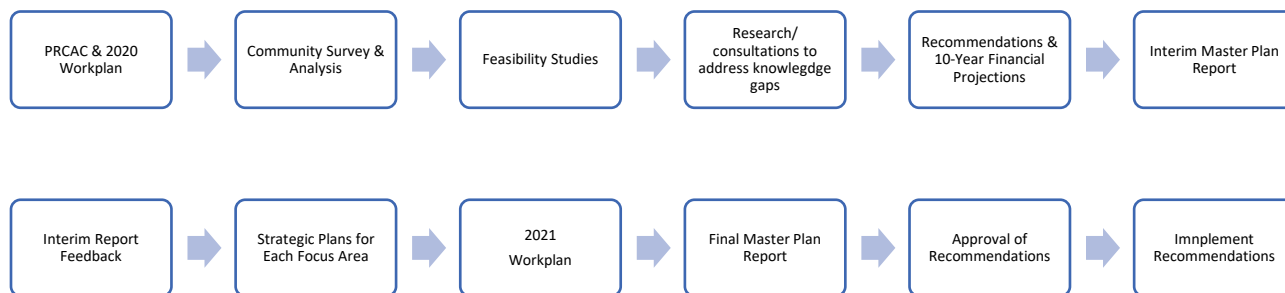 PRCAC & 2020
Workplan
Community Survey &
Analysis
Feasibility Studies
Research/
consultations to
address knowlegdge
gaps
Recommendations &
10-Year Financial
Projections
Interim Master Plan
Report
Interim Report
Feedback
Strategic Plans for
Each Focus Area
2021
Workplan
Final Master Plan
Report
Approval of
Recommendations
Imnplement
Recommendations